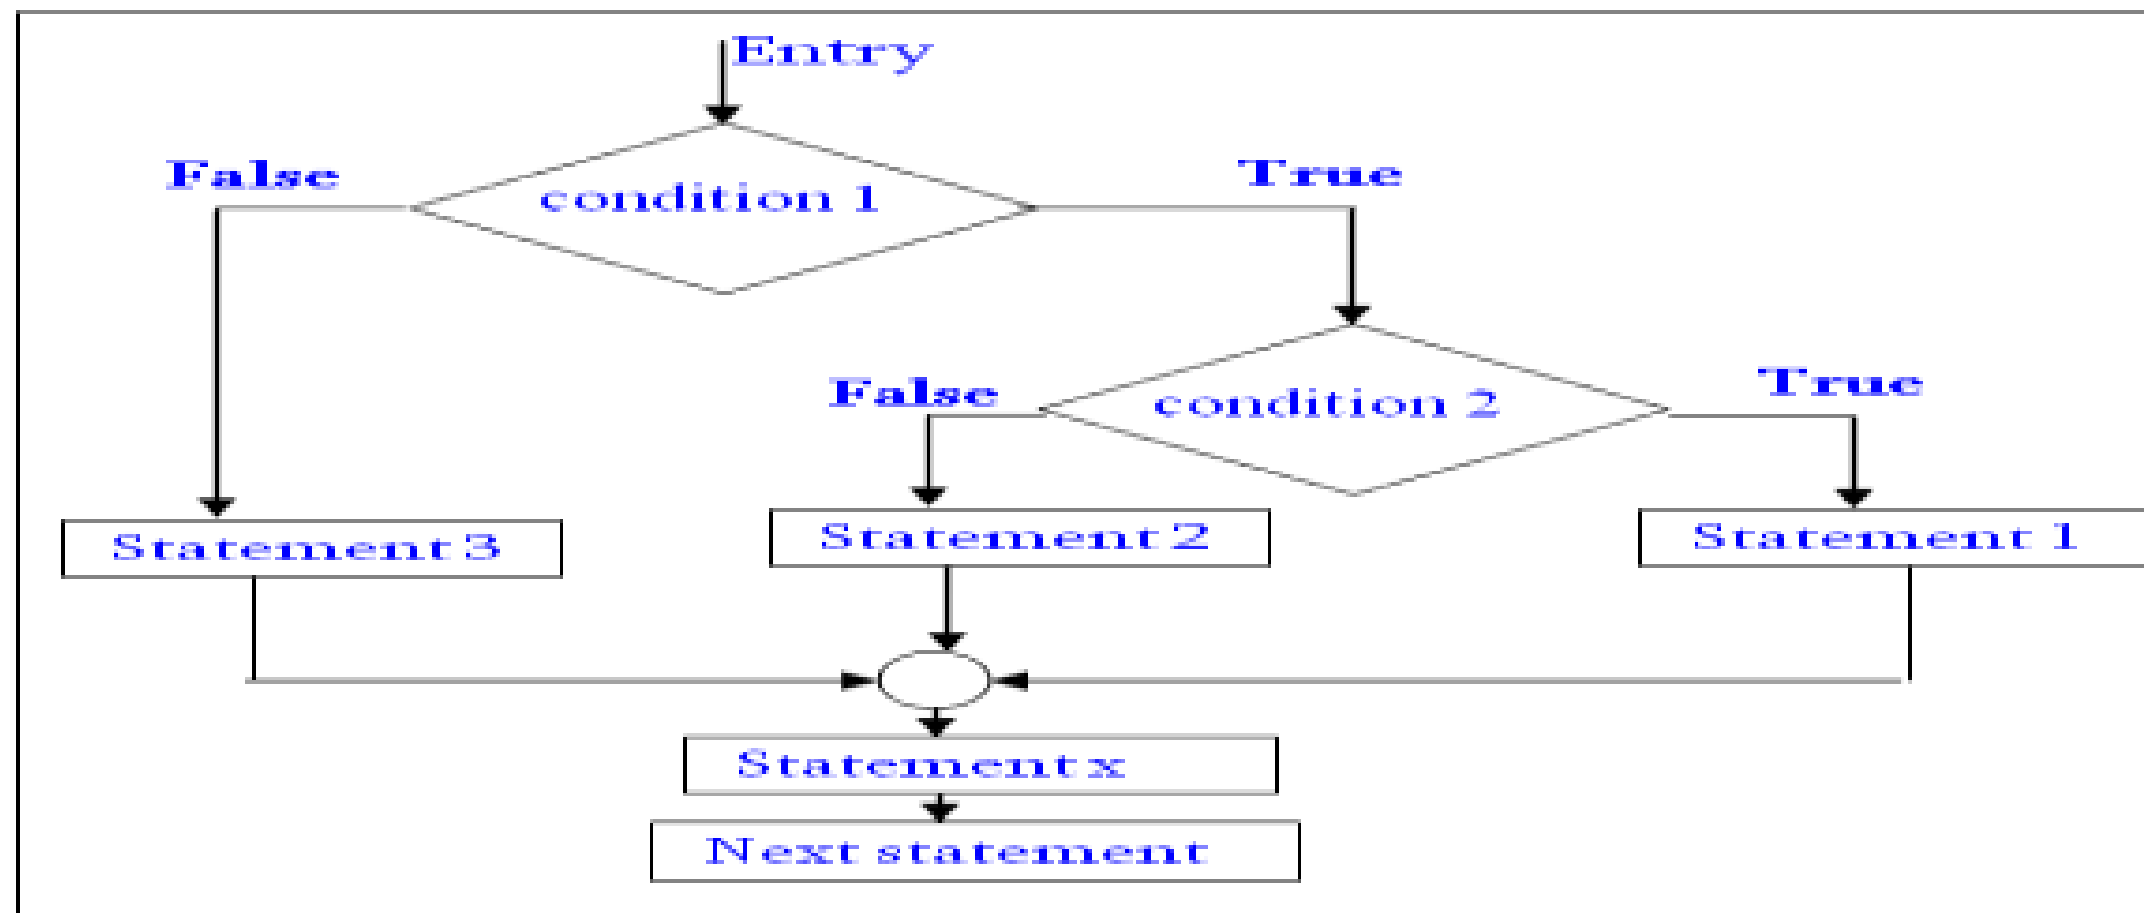 Entry
False
True
condition 1
False
True
condition 2
Statement 3
Statement 2
Statement 1
Statement x
Next statement